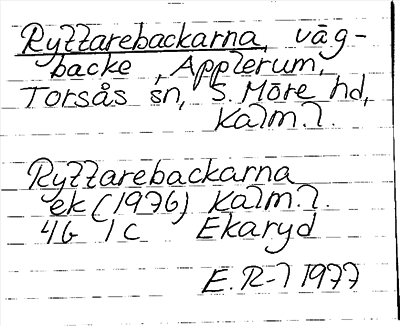 Ryttarebackarna, väg-
backe, Applerum,
Torsås sn, S. Möre hd,
Kalm.l.
Ryttarebackarna
ek (1976) Kalm.l.
4G 1c Ekaryd
E.R-l 1977